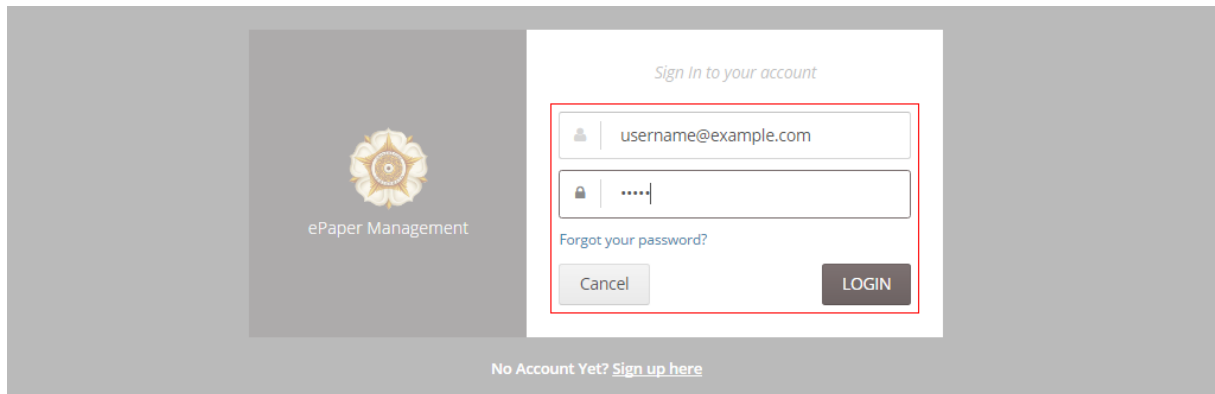 Sign In to your account
username@example.com
•••••
ePaper Management
Forgot your password?
Cancel LOGIN
No Account Yet? Sign up here